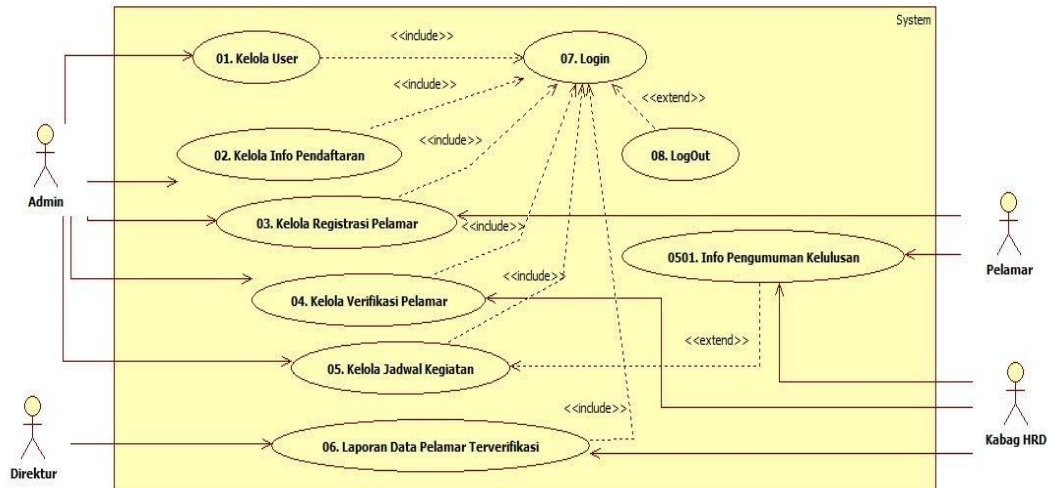 System
<<include>>
01. Kelola User
07. Login
<<include>>
<<extend>>
<<include>>
02. Kelola Info Pendaftaran
08. LogOut
Admin
03. Kelola Registrasi Pelamar
<<include>>
0501. Info Pengumuman Kelulusan
Pelamar
<<include>>
04. Kelola Verifikasi Pelamar
<<extend>>
05. Kelola Jadwal Kegiatan
<<include>>
06. Laporan Data Pelamar Terverifikasi
Kabag HRD
Direktur